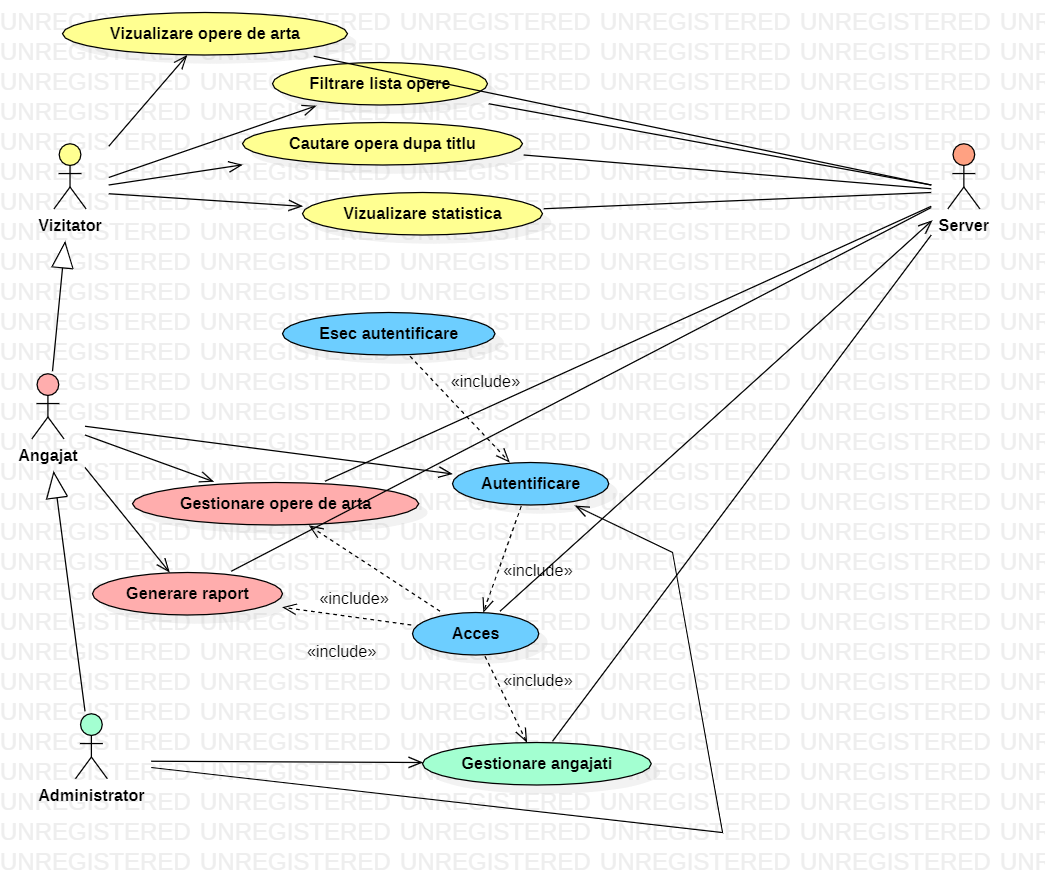 Vizualizare opere de arta
Filtrare lista opere
Cautare opera dupa titlu
Vizualizare statistica
Vizitator
Server
Esec autentificare
«include»
Angajat
Autentificare
Gestionare opere de arta
«include»
Generare raport
«include»
Acces
«include»
«include»
Gestionare angajati
Administrator
UNREGISTERED UNREGISTERED UNREGISTERED UNREGISTERED UNREGISTERED UNF